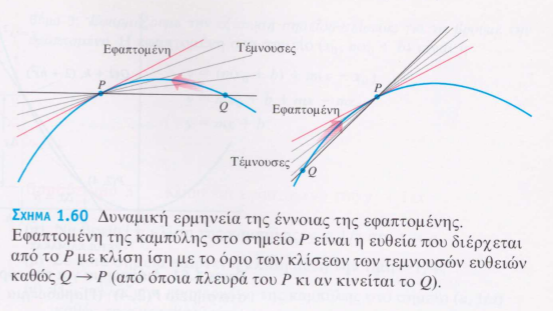 Εφαπτομένη
Τέμνουσες
P
Q
P
Εφαπτομένη
Τέμνουσες
Q
ΣΧΗΜΑ 1.60 Δυναμική ερμηνεία της έννοιας της εφαπτομένης.
Εφαπτομένη της καμπύλης στο σημείο P είναι η ευθεία που διέρχεται
από το P με κλίση ίση με το όριο των κλίσεων των τεμνουσών ευθειών
καθώς Q → P (από όποια πλευρά του P κι αν κινείται το Q).